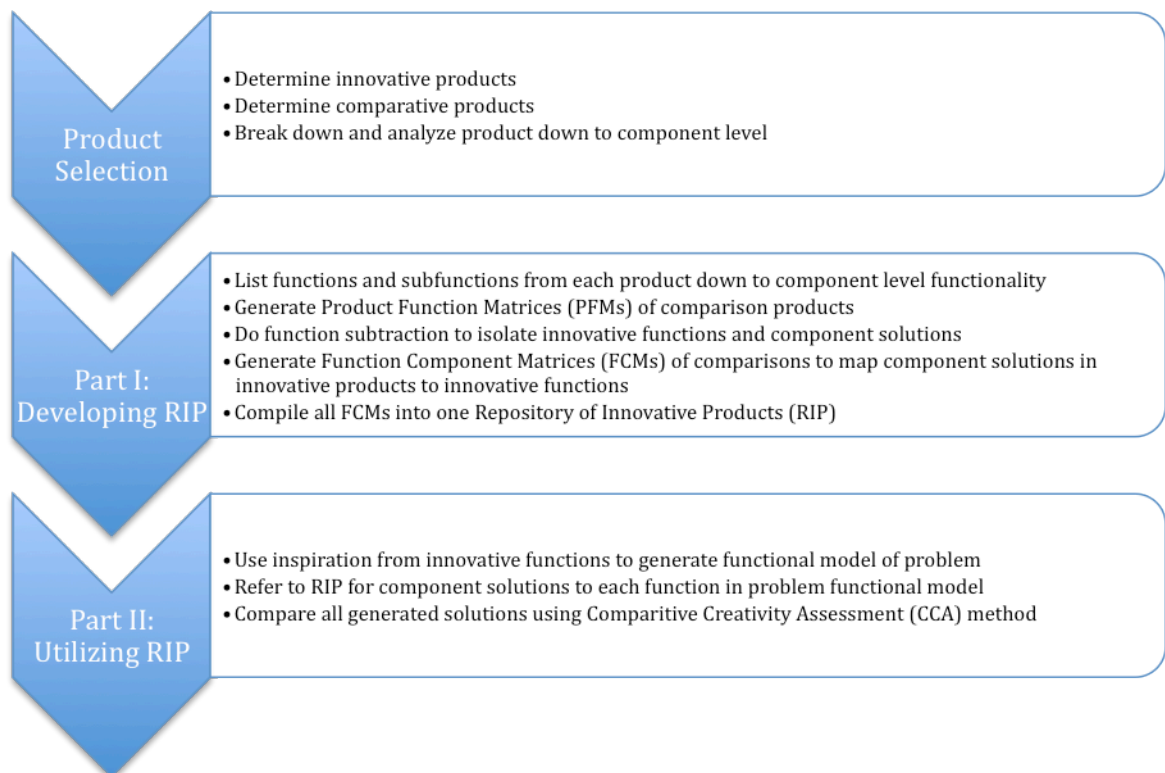 Product
Selection
• Determine innovative products
• Determine comparative products
• Break down and analyze product down to component level
Part I:
Developing RIP
• List functions and subfunctions from each product down to component level functionality
• Generate Product Function Matrices (PFMs) of comparison products
• Do function subtraction to isolate innovative functions and component solutions
• Generate Function Component Matrices (FCMs) of comparisons to map component solutions in
innovative products to innovative functions
• Compile all FCMs into one Repository of Innovative Products (RIP)
Part II:
Utilizing RIP
• Use inspiration from innovative functions to generate functional model of problem
• Refer to RIP for component solutions to each function in problem functional model
• Compare all generated solutions using Comparitive Creativity Assessment (CCA) method